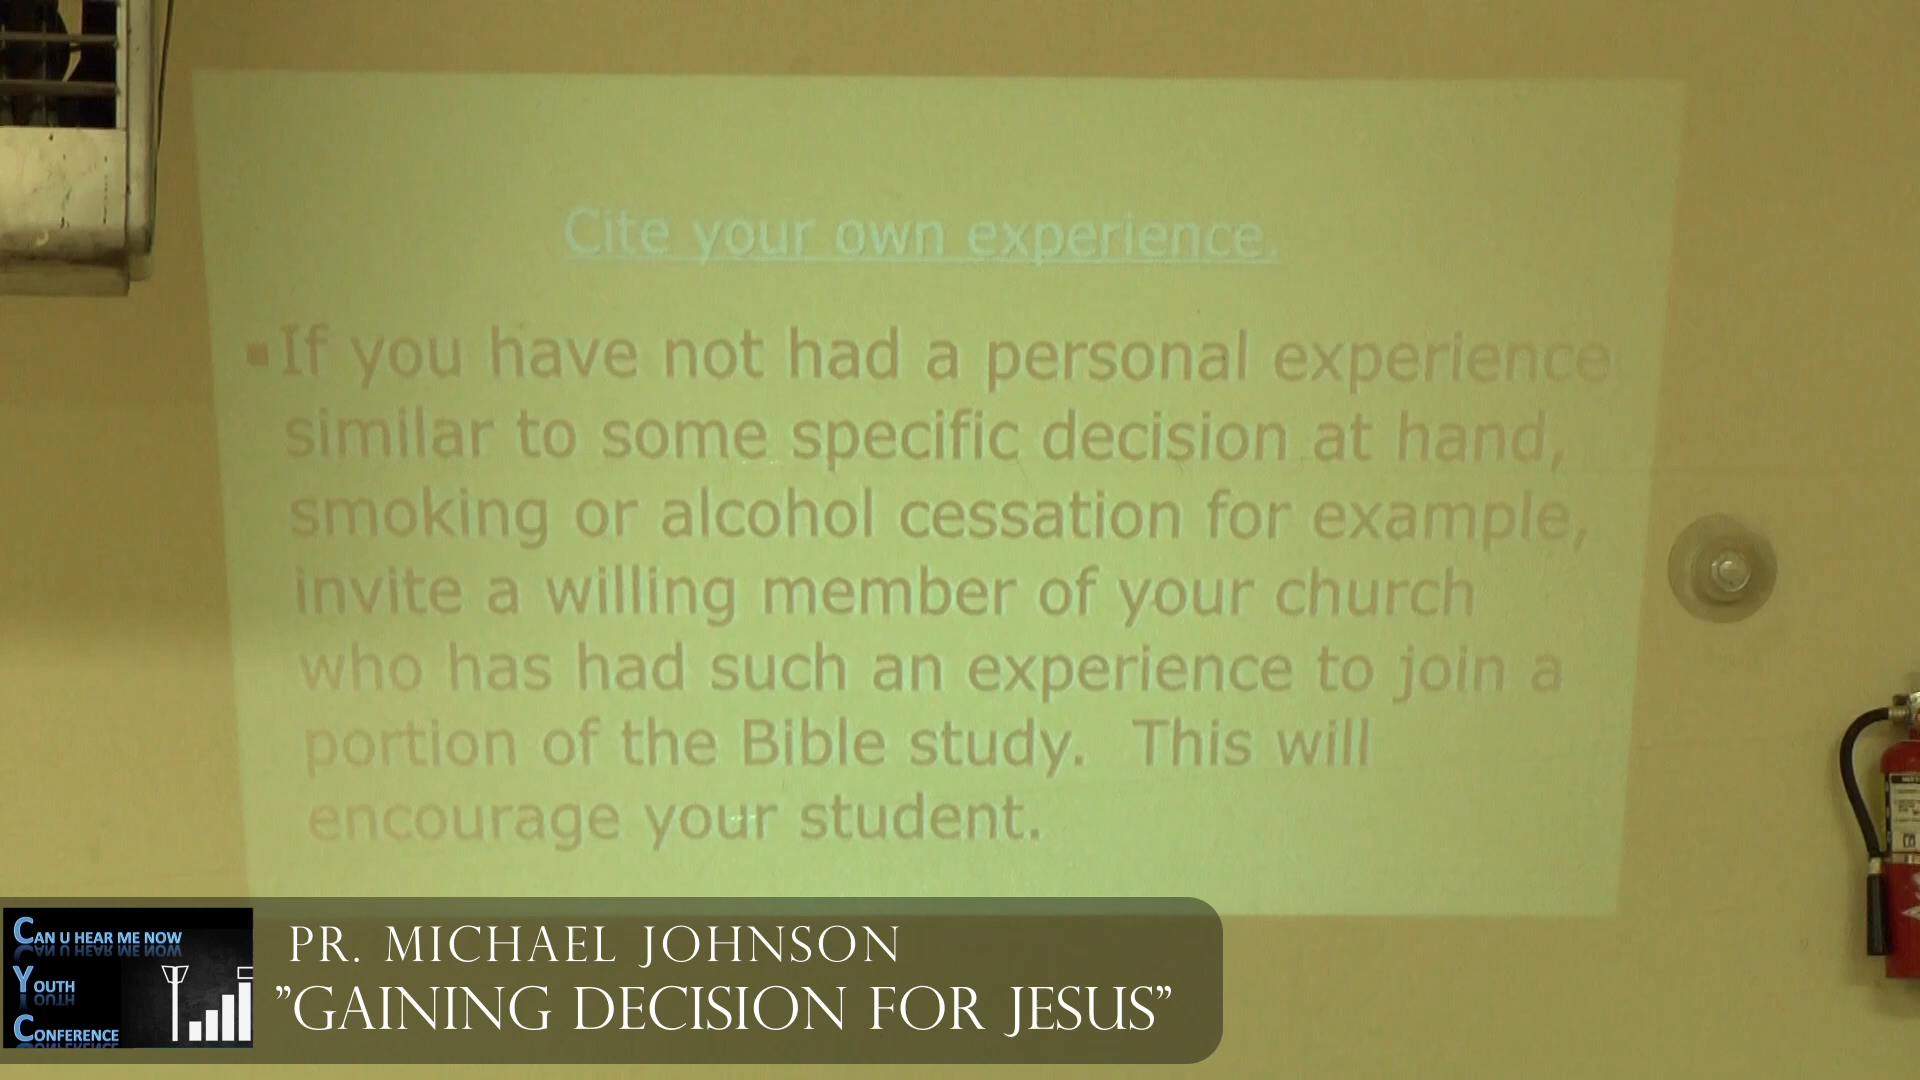 Cite your own experience.
▪If you have not had a personal experience
similar to some specific decision at hand,
smoking or alcohol cessation for example,
invite a willing member of your church
who has had such an experience to join a
portion of the Bible study.  This will
encourage your student.
CAN U HEAR ME NOW
YOUTH
CONFERENCE
PR. MICHAEL JOHNSON
"GAINING DECISION FOR JESUS"